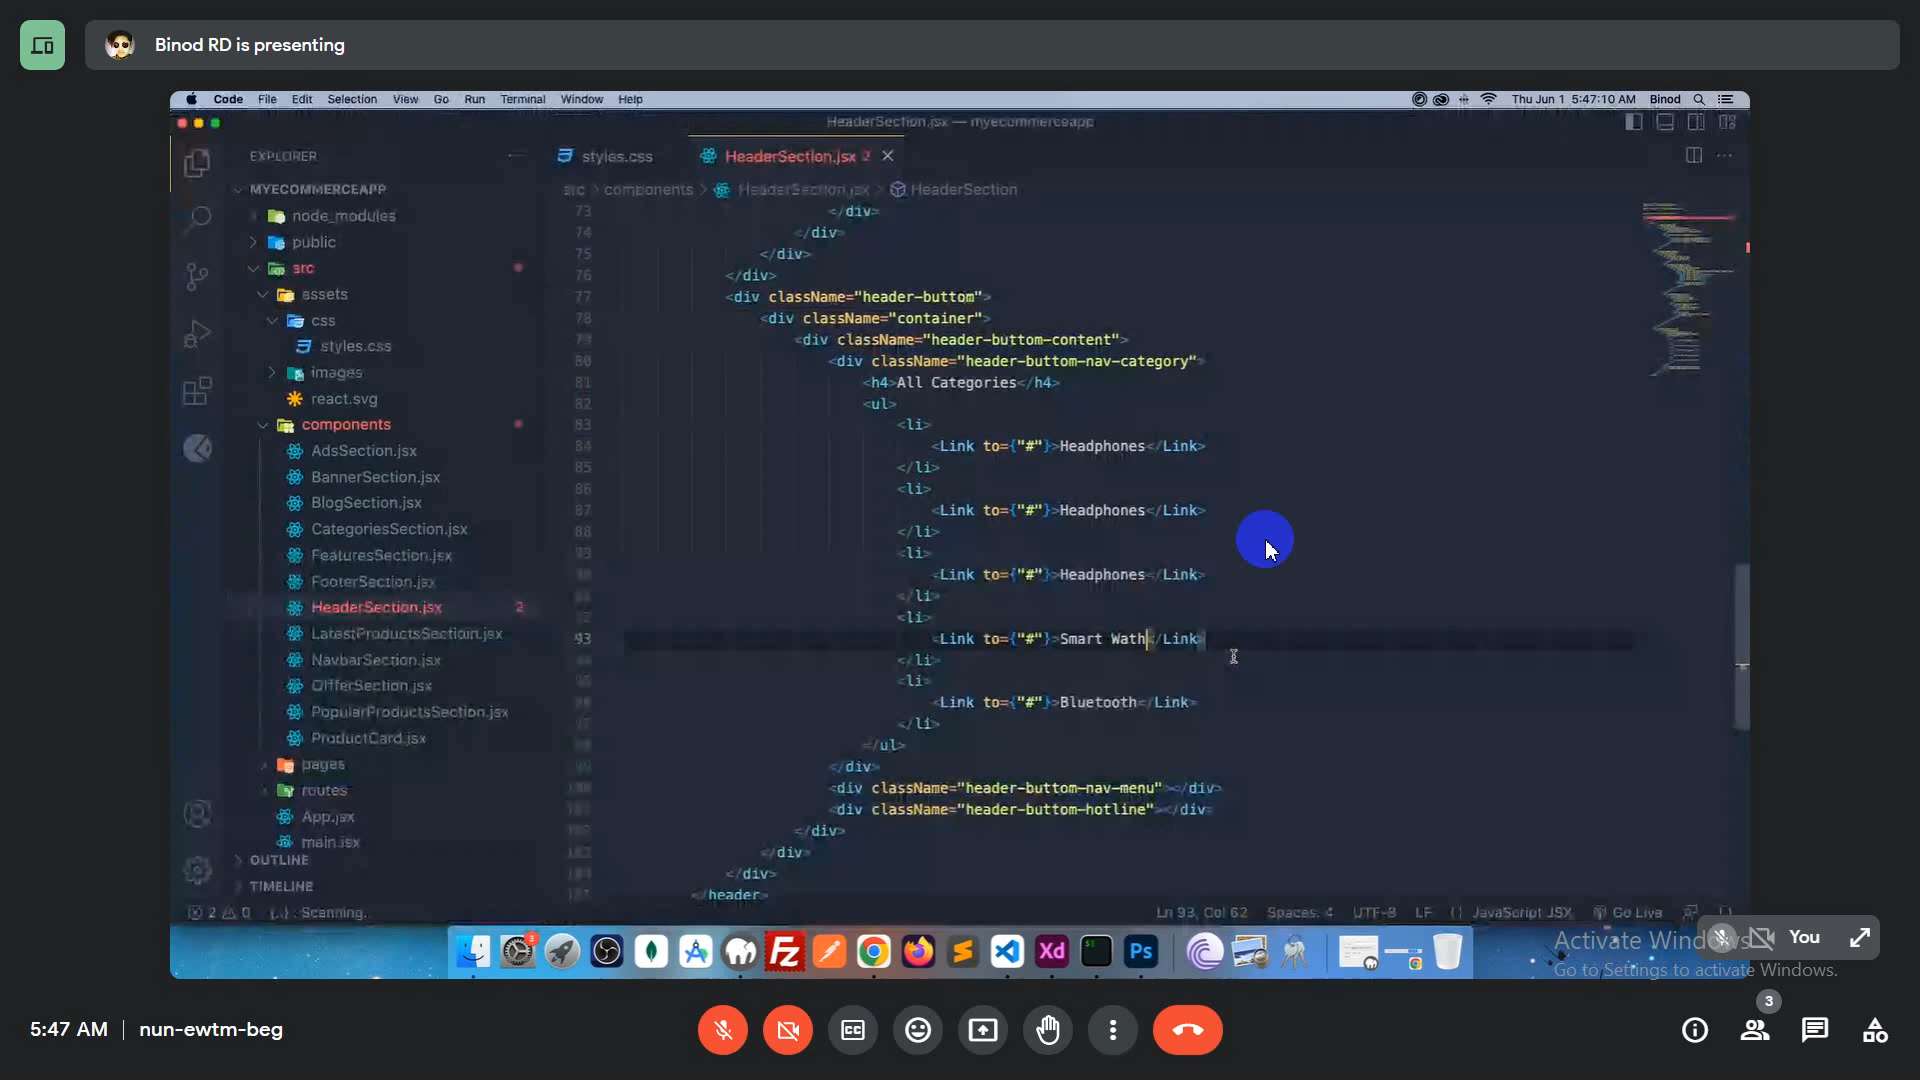 Binod RD is presenting
Code File Edit Selection View Go Run Terminal Window Help
Thu Jun 1 5:47:10 AM Binod
HeaderSection.jsx — myecommerceapp
EXPLORER
styles.css
HeaderSection.jsx 2
MYECOMMERCEAPP
src > components > HeaderSection.jsx > HeaderSection
node_modules
public
src
assets
css
styles.css
images
react.svg
components
AdsSection.jsx
BannerSection.jsx
BlogSection.jsx
CategoriesSection.jsx
FeaturesSection.jsx
FooterSection.jsx
HeaderSection.jsx 2
LatestProductsSection.jsx
NavbarSection.jsx
OfferSection.jsx
PopularProductsSection.jsx
ProductCard.jsx
pages
routes
App.jsx
main.jsx
OUTLINE
TIMELINE
73 </div>
74 </div>
75 </div>
76 </div>
77 <div className="header-buttom">
78 <div className="container">
79 <div className="header-buttom-content">
80 <div className="header-buttom-nav-category">
81 <h4>All Categories</h4>
82 <ul>
83 <li>
84 <Link to={"#"}>Headphones</Link>
85 </li>
86 <li>
87 <Link to={"#"}>Headphones</Link>
88 </li>
<li>
<Link to={"#"}>Headphones</Link>
</li>
<li>
93 <Link to={"#"}>Smart Wath</Link>
</li>
<li>
<Link to={"#"}>Bluetooth</Link>
</li>
</ul>
</div>
<div className="header-buttom-nav-menu"></div>
<div className="header-buttom-hotline"></div>
</div>
</div>
</div>
</header>
2 0 {..} : Scanning..
Ln 93, Col 62 Spaces: 4 UTF-8 LF JavaScript JSX Go Live
3
Fz
Xd
$
Ps
Activate Windows
Go to Settings to activate Windows.
You
5:47 AM | nun-ewtm-beg
3